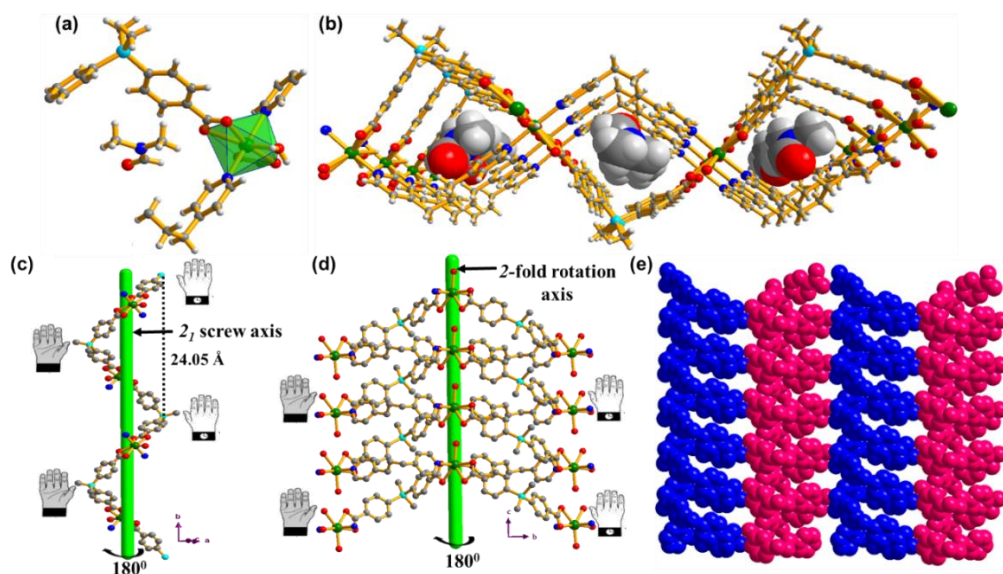 (a)
(b)
(c)
2₁ screw axis
24.05 Å
b
c a
180⁰
(d)
2-fold rotation
axis
c
b
180⁰
(e)